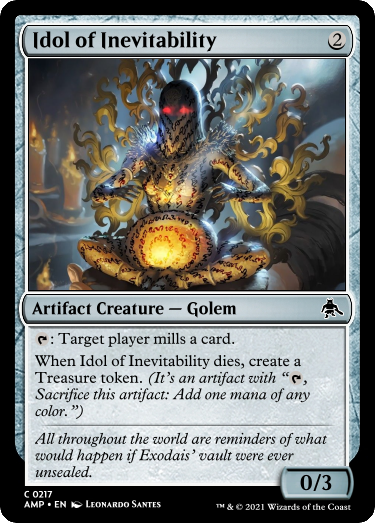 Idol of Inevitability 2
Artifact Creature — Golem
: Target player mills a card.
When Idol of Inevitability dies, create a
Treasure token. (It's an artifact with “,
Sacrifice this artifact: Add one mana of any
color.”)
All throughout the world are reminders of what
would happen if Exodais' vault were ever
unsealed.
0/3
C 0217
AMP • EN Leonardo Santes
™ & © 2021 Wizards of the Coast